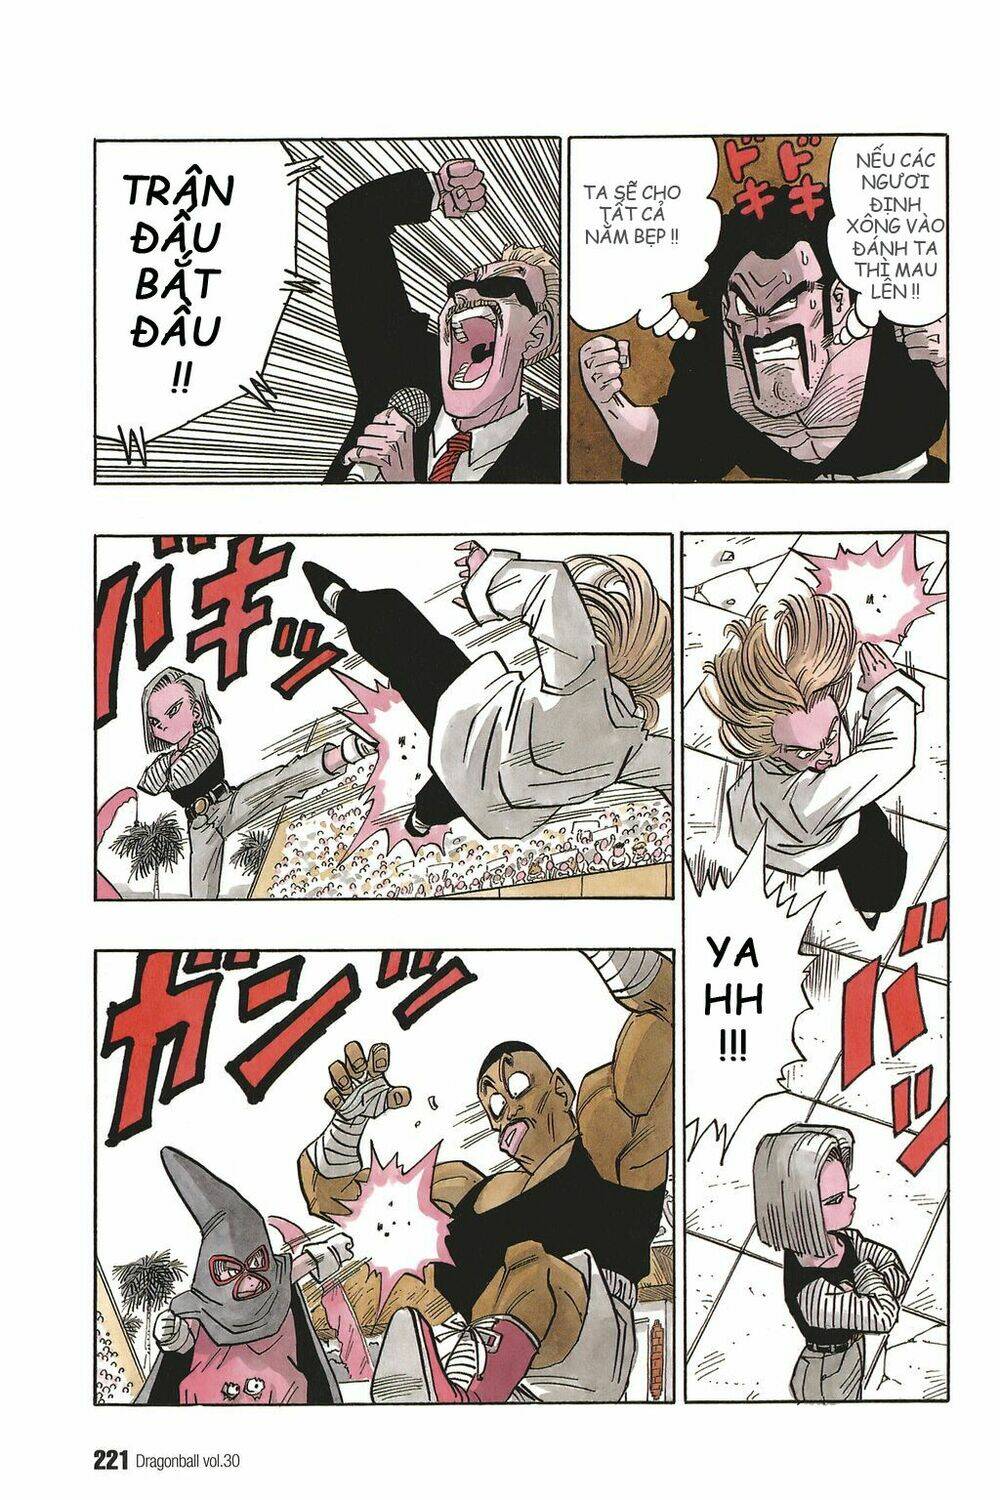 NẾU CÁC
NGƯƠI
ĐỊNH
XÔNG VÀO
ĐÁNH TA
THÌ MAU
LÊN !!
ドキ
ドキ
TA SẼ CHO
TẤT CẢ
NẰM BẸP !!
TRẬN
ĐẤU
BẮT
ĐẦU
!!
YA
HH
!!!
バッ
バキッ
ガンッ
221 Dragonball vol.30